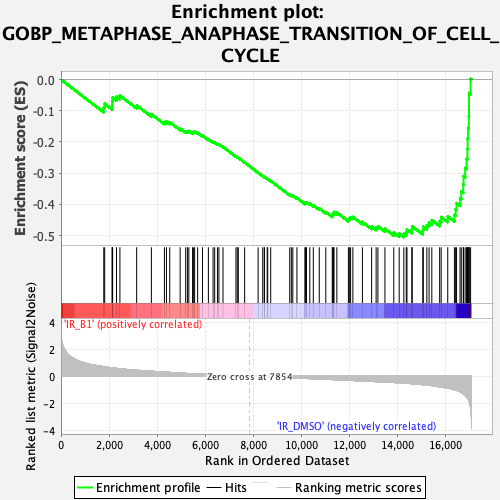 Enrichment plot:
GOBP_METAPHASE_ANAPHASE_TRANSITION_OF_CELL_
CYCLE
Enrichment score (ES)
0.0
-0.1
-0.2
-0.3
-0.4
-0.5
Ranked list metric (Signal2Noise)
'IR_B1' (positively correlated)
4
2
0
-2
-4
Zero cross at 7854
'IR_DMSO' (negatively correlated)
0
2,000
4,000
6,000
8,000
10,000
12,000
14,000
16,000
Rank in Ordered Dataset
Enrichment profile
Hits
Ranking metric scores